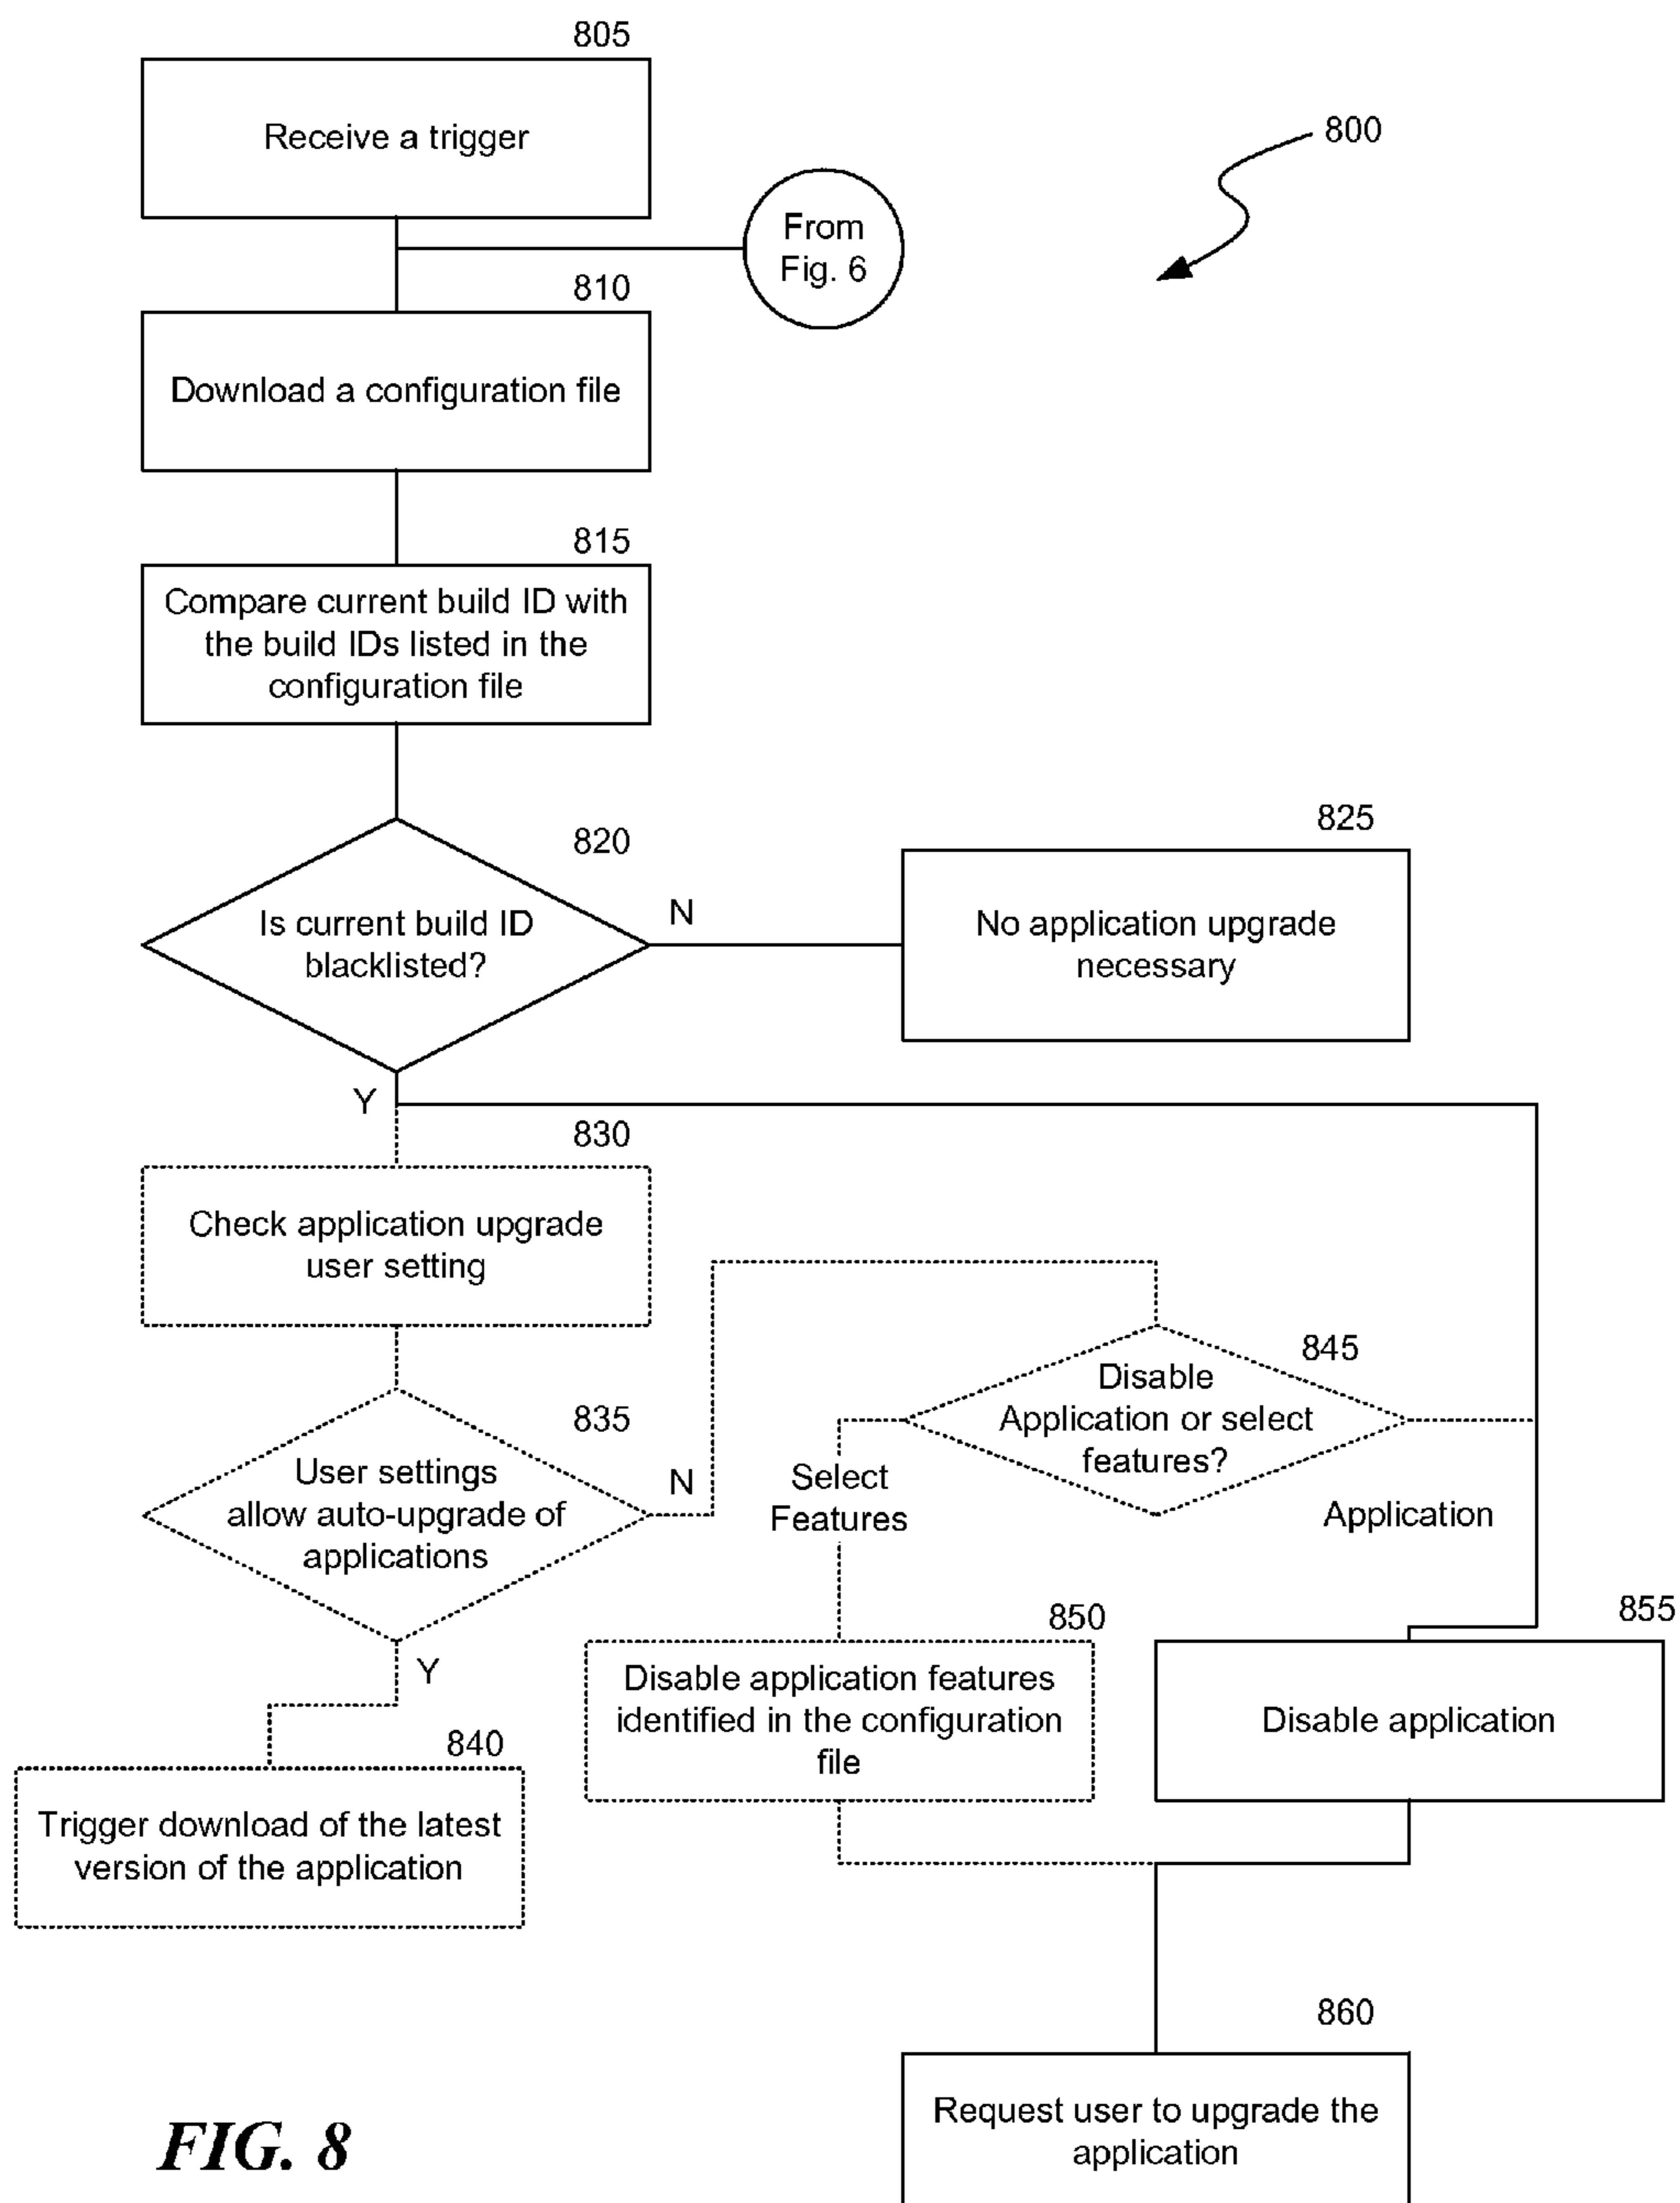 805
Receive a trigger
800
From
Fig. 6
810
Download a configuration file
815
Compare current build ID with
the build IDs listed in the
configuration file
820
Is current build ID
blacklisted?
N
825
No application upgrade
necessary
Y
830
Check application upgrade
user setting
835
User settings
allow auto-upgrade of
applications
N
845
Disable
Application or select
features?
Select
Features
Application
Y
840
Trigger download of the latest
version of the application
850
Disable application features
identified in the configuration
file
855
Disable application
860
Request user to upgrade the
application
FIG. 8